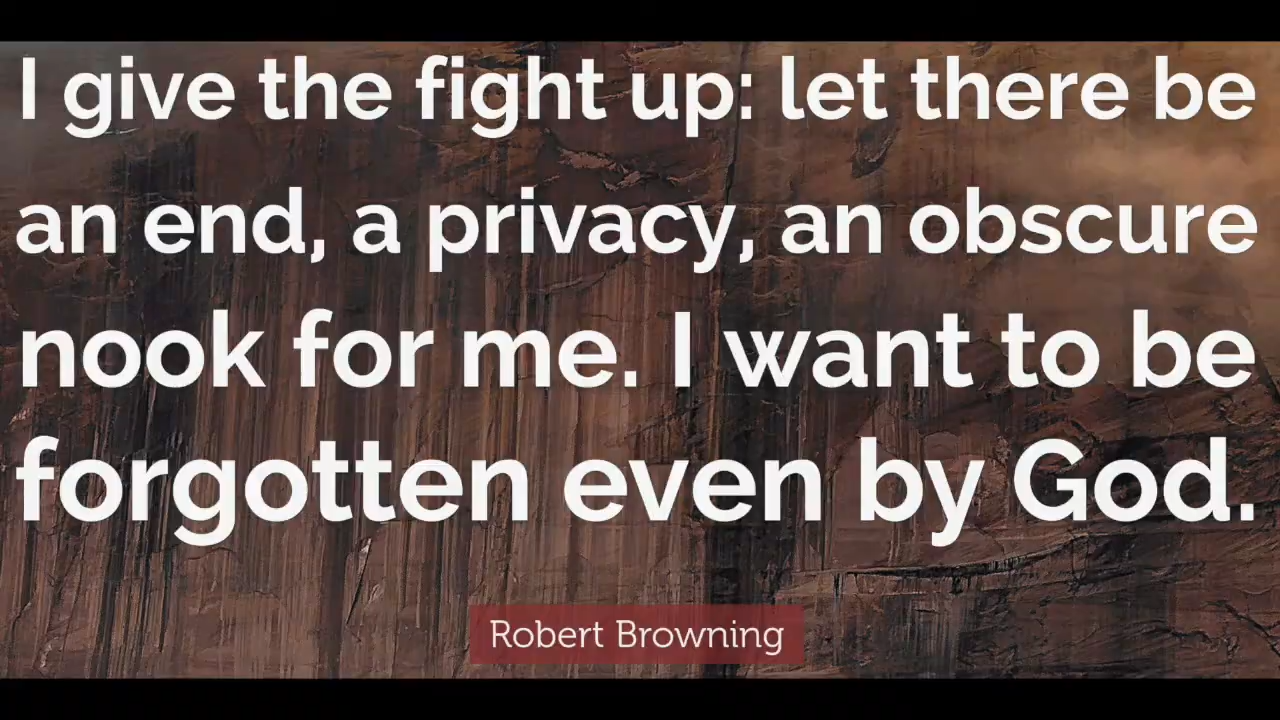 I give the fight up: let there be
an end, a privacy, an obscure
nook for me. I want to be
forgotten even by God.
Robert Browning